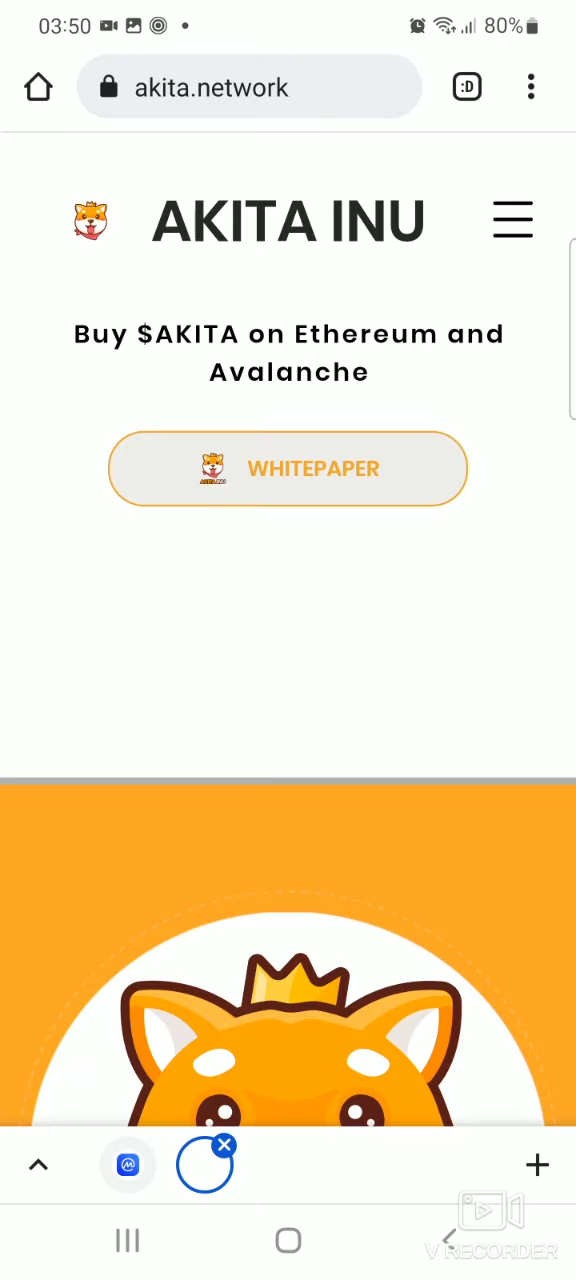 03:50
80%
akita.network
:D
AKITA INU
Buy $AKITA on Ethereum and
Avalanche
WHITEPAPER
V RECORDER